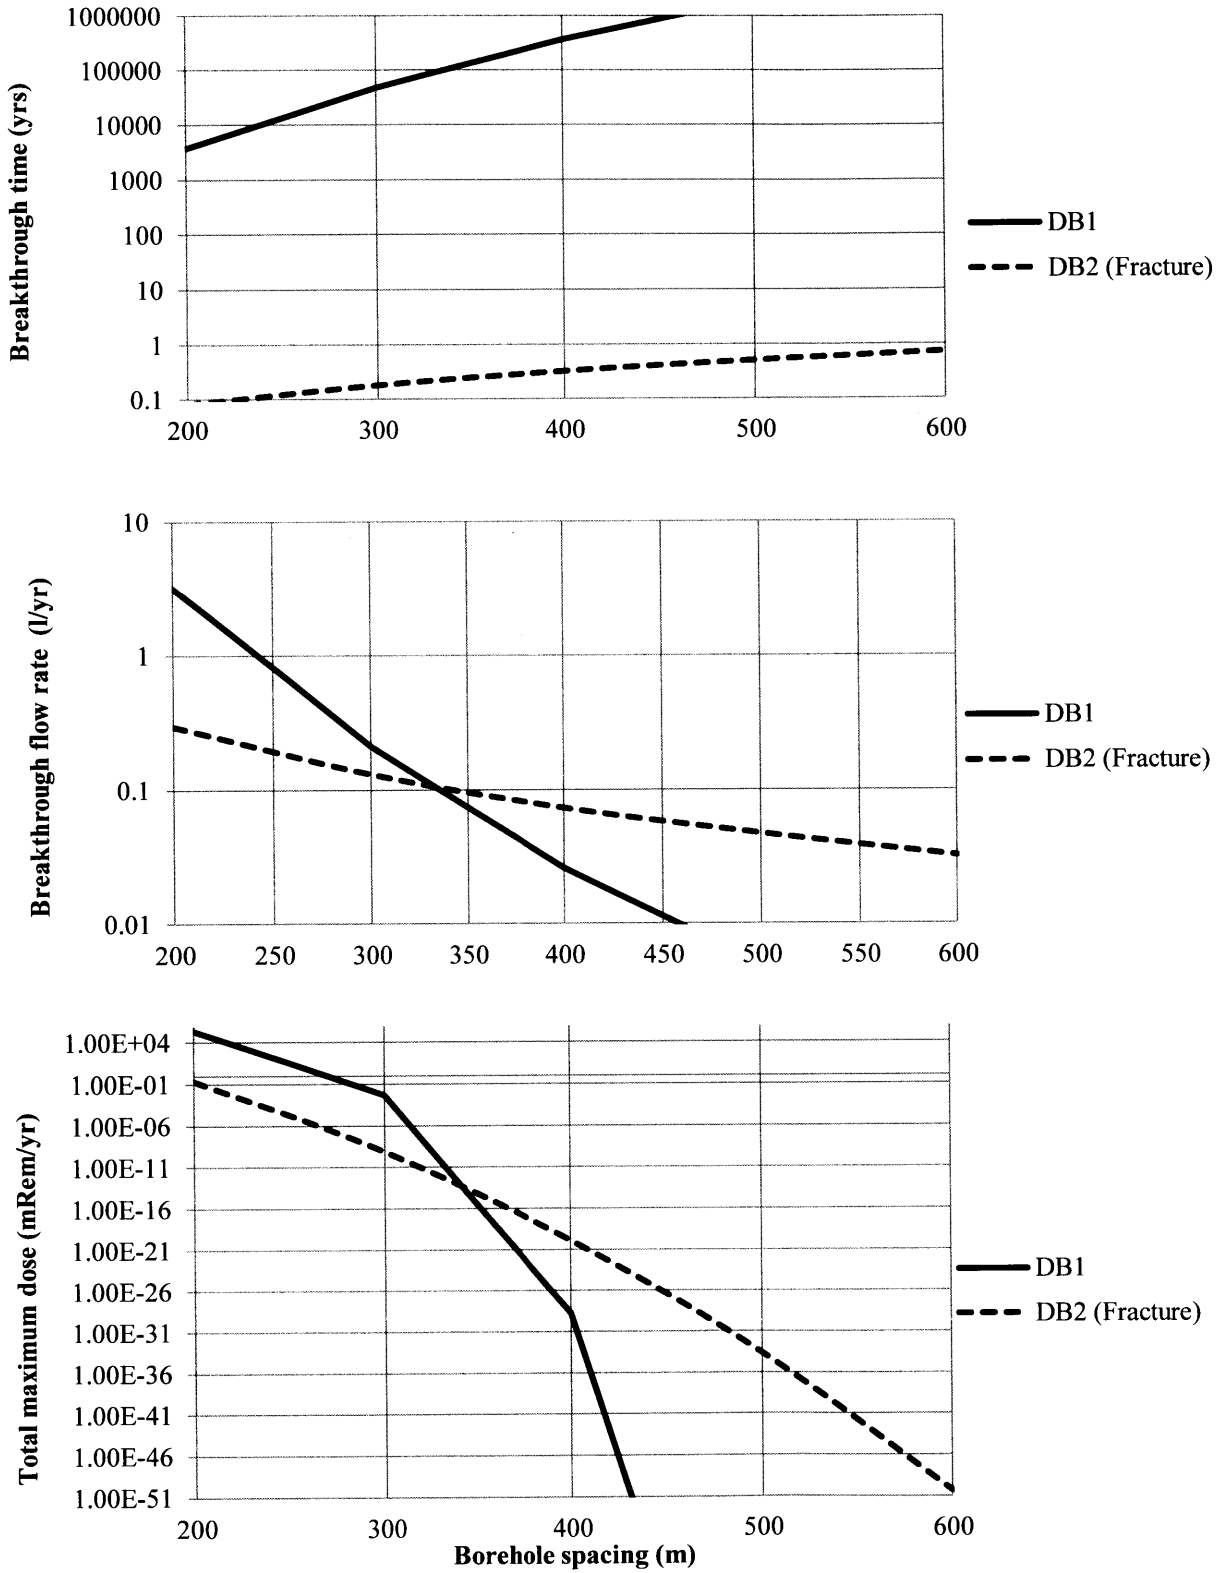 Breakthrough time (yrs)
1000000
100000
10000
1000
100
10
1
0.1
200 300 400 500 600
DB1
DB2 (Fracture)
Breakthrough flow rate (l/yr)
10
1
0.1
0.01
200 250 300 350 400 450 500 550 600
DB1
DB2 (Fracture)
Total maximum dose (mRem/yr)
1.00E+04
1.00E-01
1.00E-06
1.00E-11
1.00E-16
1.00E-21
1.00E-26
1.00E-31
1.00E-36
1.00E-41
1.00E-46
1.00E-51
200 300 400 500 600
Borehole spacing (m)
DB1
DB2 (Fracture)